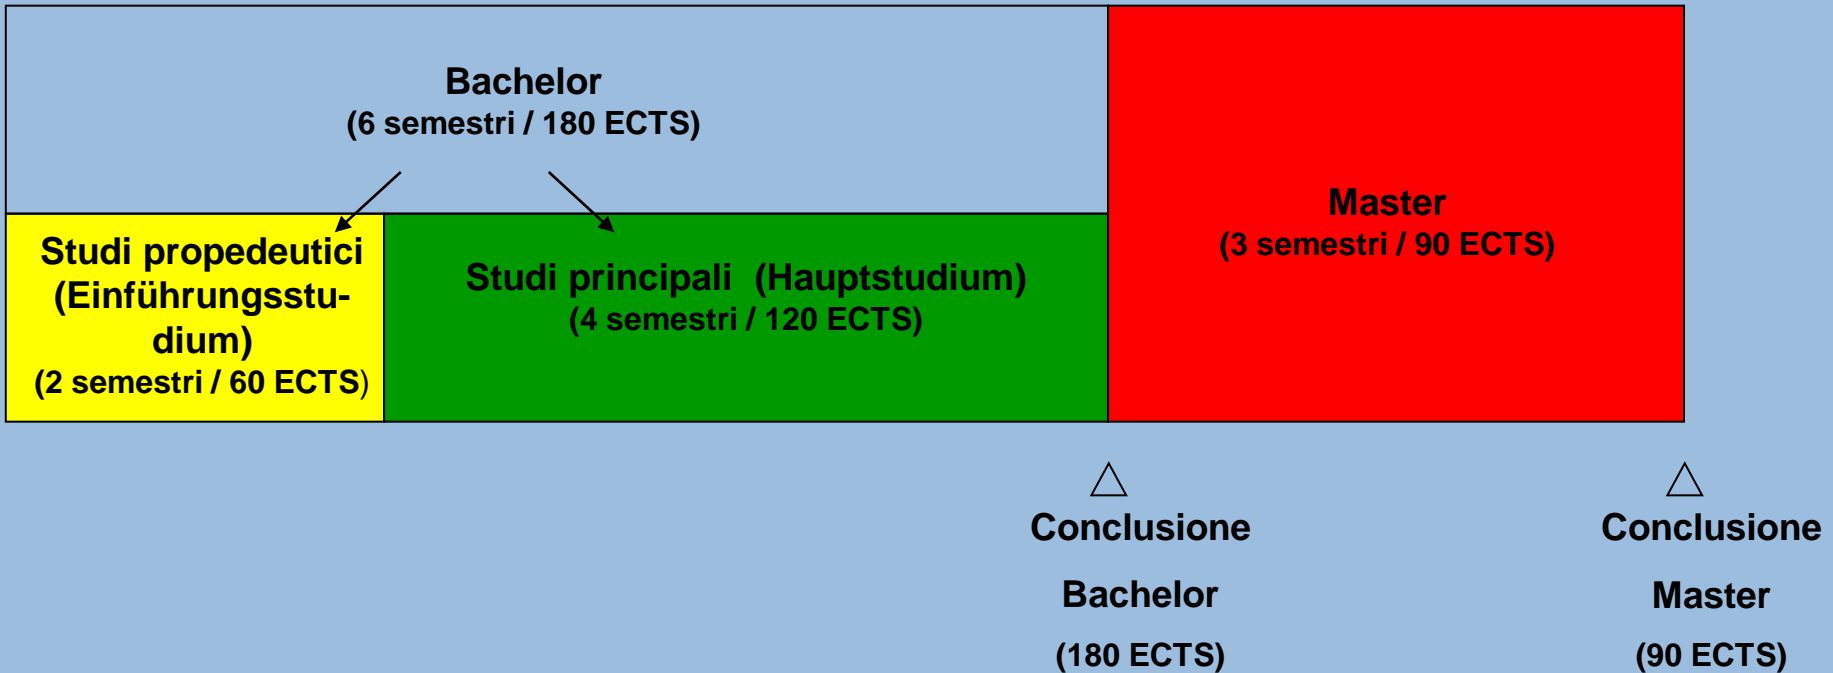 Bachelor
(6 semestri / 180 ECTS)
Studi propedeutici
(Einführungsstu-
dium)
(2 semestri / 60 ECTS)
Studi principali (Hauptstudium)
(4 semestri / 120 ECTS)
Master
(3 semestri / 90 ECTS)
Conclusione
Bachelor
(180 ECTS)
Conclusione
Master
(90 ECTS)